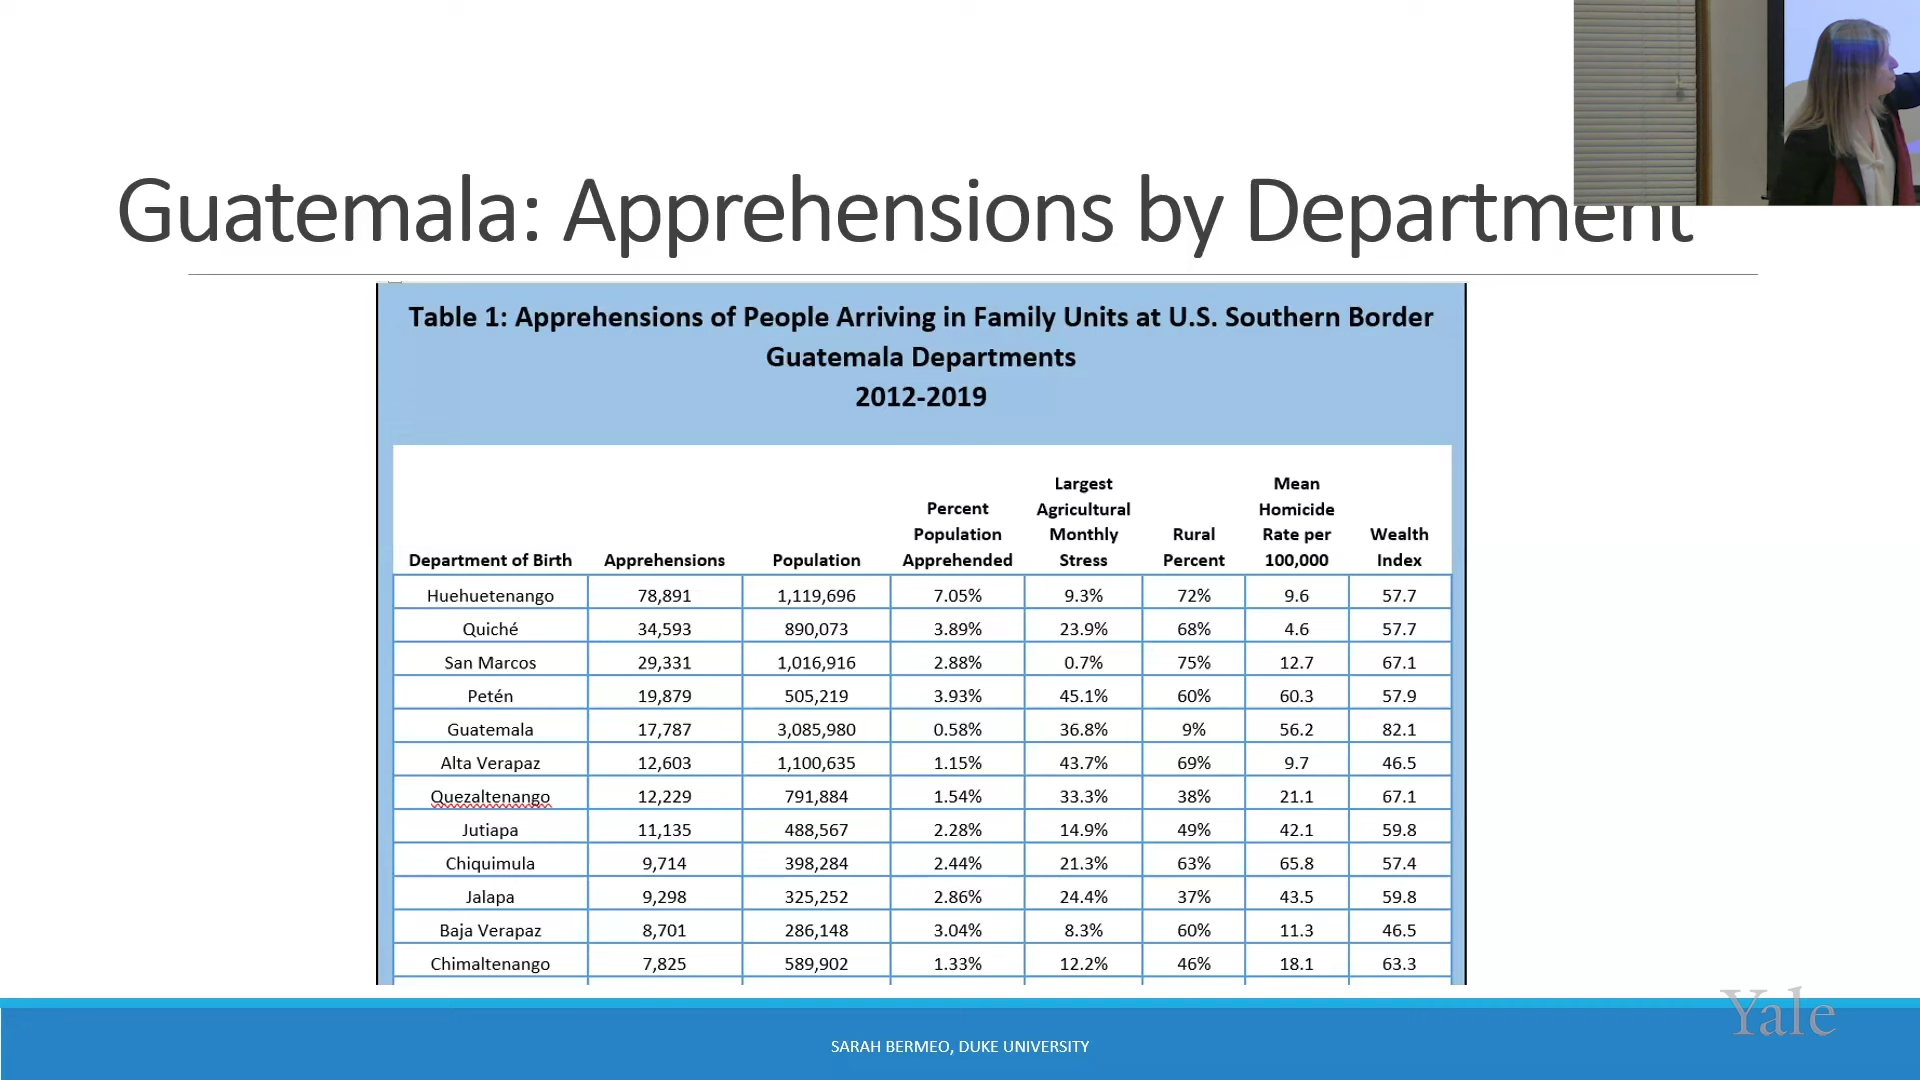 Guatemala: Apprehensions by Department
Table 1: Apprehensions of People Arriving in Family Units at U.S. Southern Border
Guatemala Departments
2012-2019
Department of Birth Apprehensions Population Percent Population Apprehended Largest Agricultural Monthly Stress Rural Percent Mean Homicide Rate per 100,000 Wealth Index
Huehuetenango 78,891 1,119,696 7.05% 9.3% 72% 9.6 57.7
Quiché 34,593 890,073 3.89% 23.9% 68% 4.6 57.7
San Marcos 29,331 1,016,916 2.88% 0.7% 75% 12.7 67.1
Petén 19,879 505,219 3.93% 45.1% 60% 60.3 57.9
Guatemala 17,787 3,085,980 0.58% 36.8% 9% 56.2 82.1
Alta Verapaz 12,603 1,100,635 1.15% 43.7% 69% 9.7 46.5
Quezaltenango 12,229 791,884 1.54% 33.3% 38% 21.1 67.1
Jutiapa 11,135 488,567 2.28% 14.9% 49% 42.1 59.8
Chiquimula 9,714 398,284 2.44% 21.3% 63% 65.8 57.4
Jalapa 9,298 325,252 2.86% 24.4% 37% 43.5 59.8
Baja Verapaz 8,701 286,148 3.04% 8.3% 60% 11.3 46.5
Chimaltenango 7,825 589,902 1.33% 12.2% 46% 18.1 63.3
Yale
SARAH BERMEO, DUKE UNIVERSITY